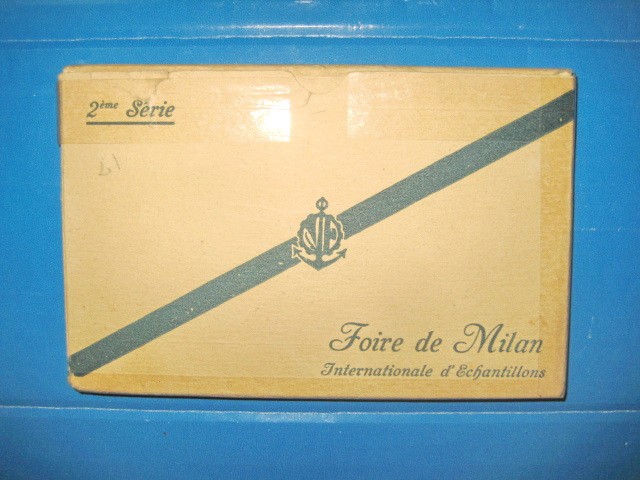 2ème Série
Foire de Milan
Internationale d'Echantillons